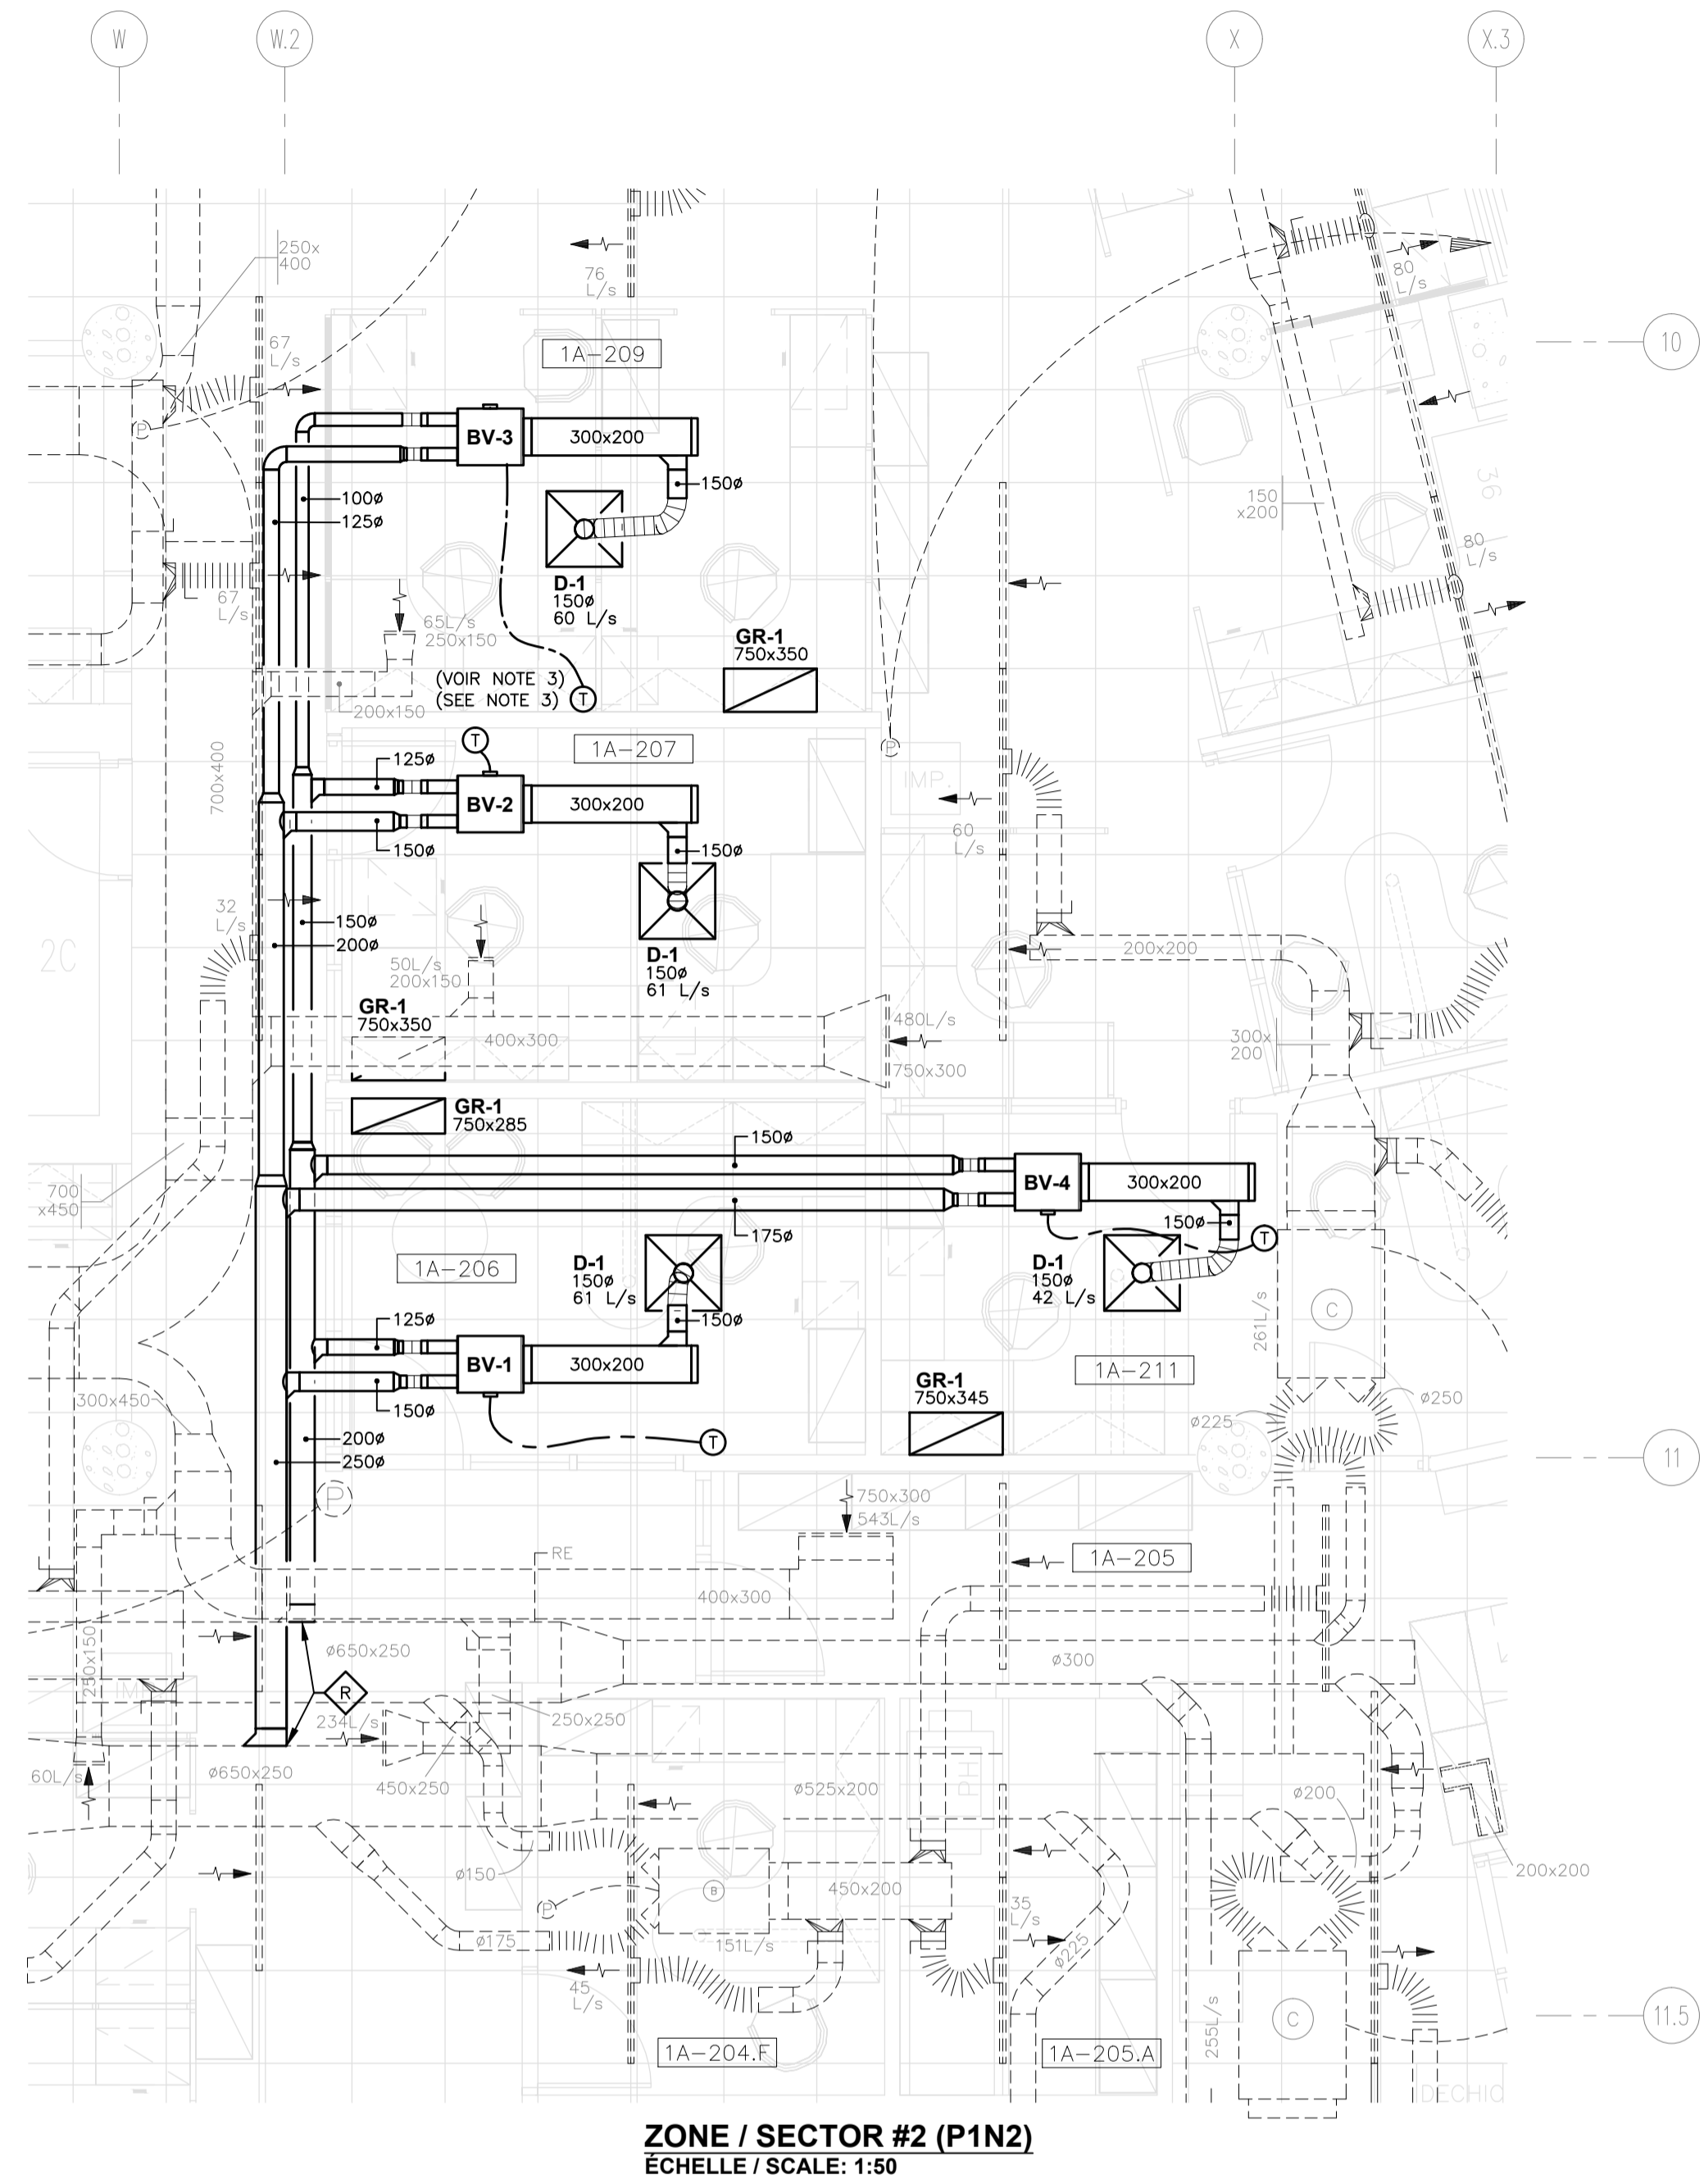 W
W.2
X
X.3
250x
400
76
L/s
80
L/s
67
L/s
1A-209
10
P
BV-3
300x200
150ø
100ø
125ø
150
x200
36
80
L/s
D-1
150ø
60 L/s
67
L/s
65L/s
250x150
GR-1
750x350
(VOIR NOTE 3)
(SEE NOTE 3)
T
200x150
700x400
T
1A-207
P
IMP.
125ø
BV-2
300x200
150ø
150ø
60
L/s
32
L/s
150ø
200ø
2C
D-1
150ø
61 L/s
200x200
50L/s
200x150
GR-1
750x350
400x300
480L/s
750x300
300x
200
GR-1
750x285
150ø
BV-4
300x200
700
x450
175ø
150ø
T
1A-206
D-1
150ø
61 L/s
D-1
150ø
42 L/s
261L/s
C
125ø
150ø
BV-1
300x200
1A-211
150ø
300x450
GR-1
750x345
ø250
ø225
T
200ø
250ø
11
P
750x300
543L/s
RE
1A-205
400x300
250x150
ø650x250
ø300
IMP.
R
234L/s
250x250
60L/s
ø650x250
450x250
ø525x200
PH
ø200
ø150
200x200
B
450x200
P
35
L/s
ø175
151L/s
ø225
45
L/s
255L/s
C
11.5
1A-204.F
1A-205.A
DECHIC
ZONE / SECTOR #2 (P1N2)
ÉCHELLE / SCALE: 1:50